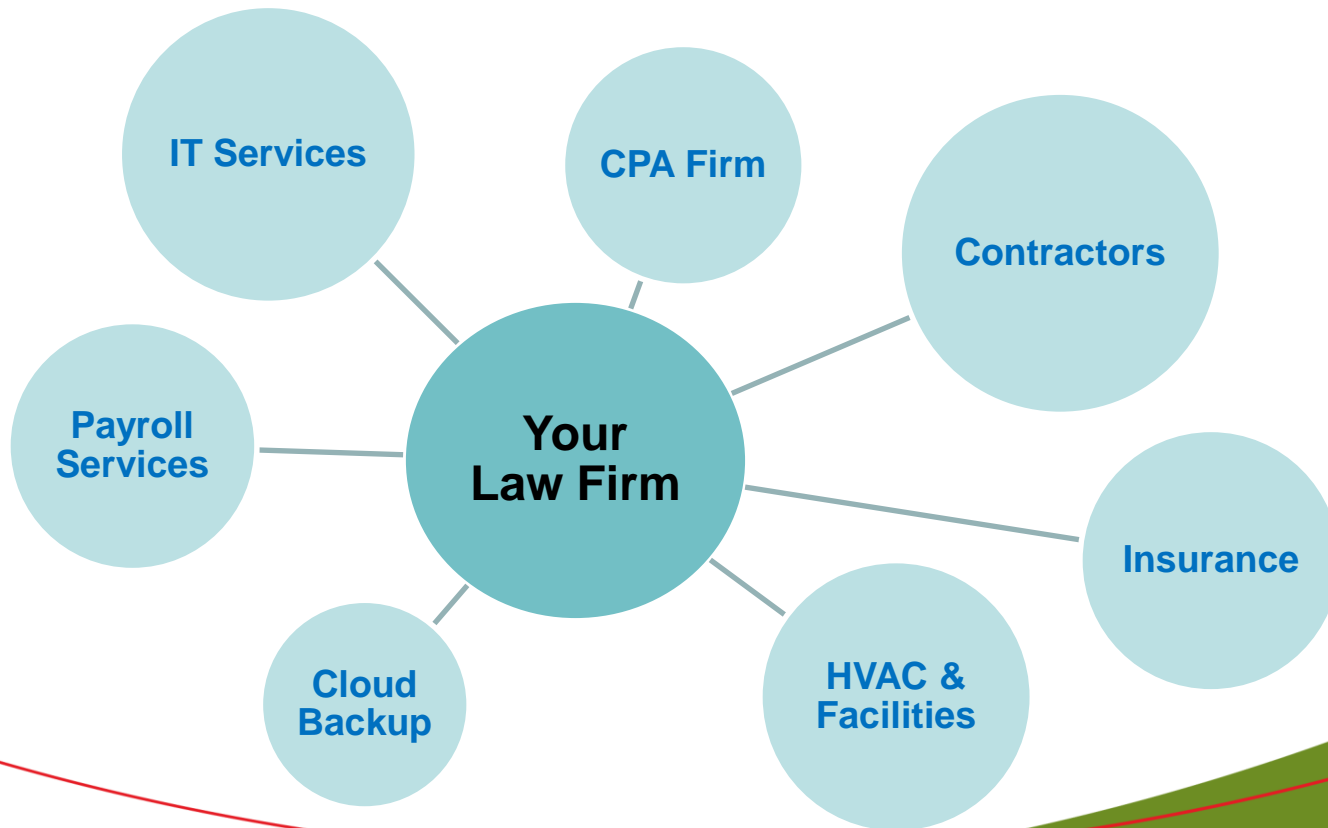 IT Services
CPA Firm
Contractors
Payroll
Services
Your
Law Firm
Insurance
Cloud
Backup
HVAC &
Facilities